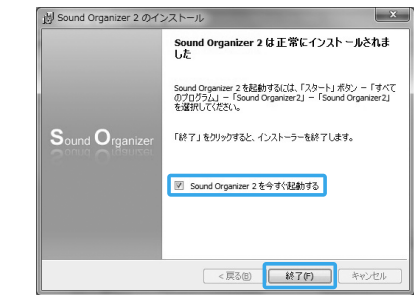 Sound Organizer 2 のインストール
Sound Organizer 2 は正常にインストールされま
した
Sound Organizer 2 を起動するには、「スタート」ボタン － 「すべて
のプログラム」 － 「Sound Organizer2」 － 「Sound Organizer2」
を選択してください。
Sound Organizer
「終了」をクリックすると、インストーラーを終了します。
Sound Organizer 2 を今すぐ起動する
< 戻る(B)
終了(F)
キャンセル